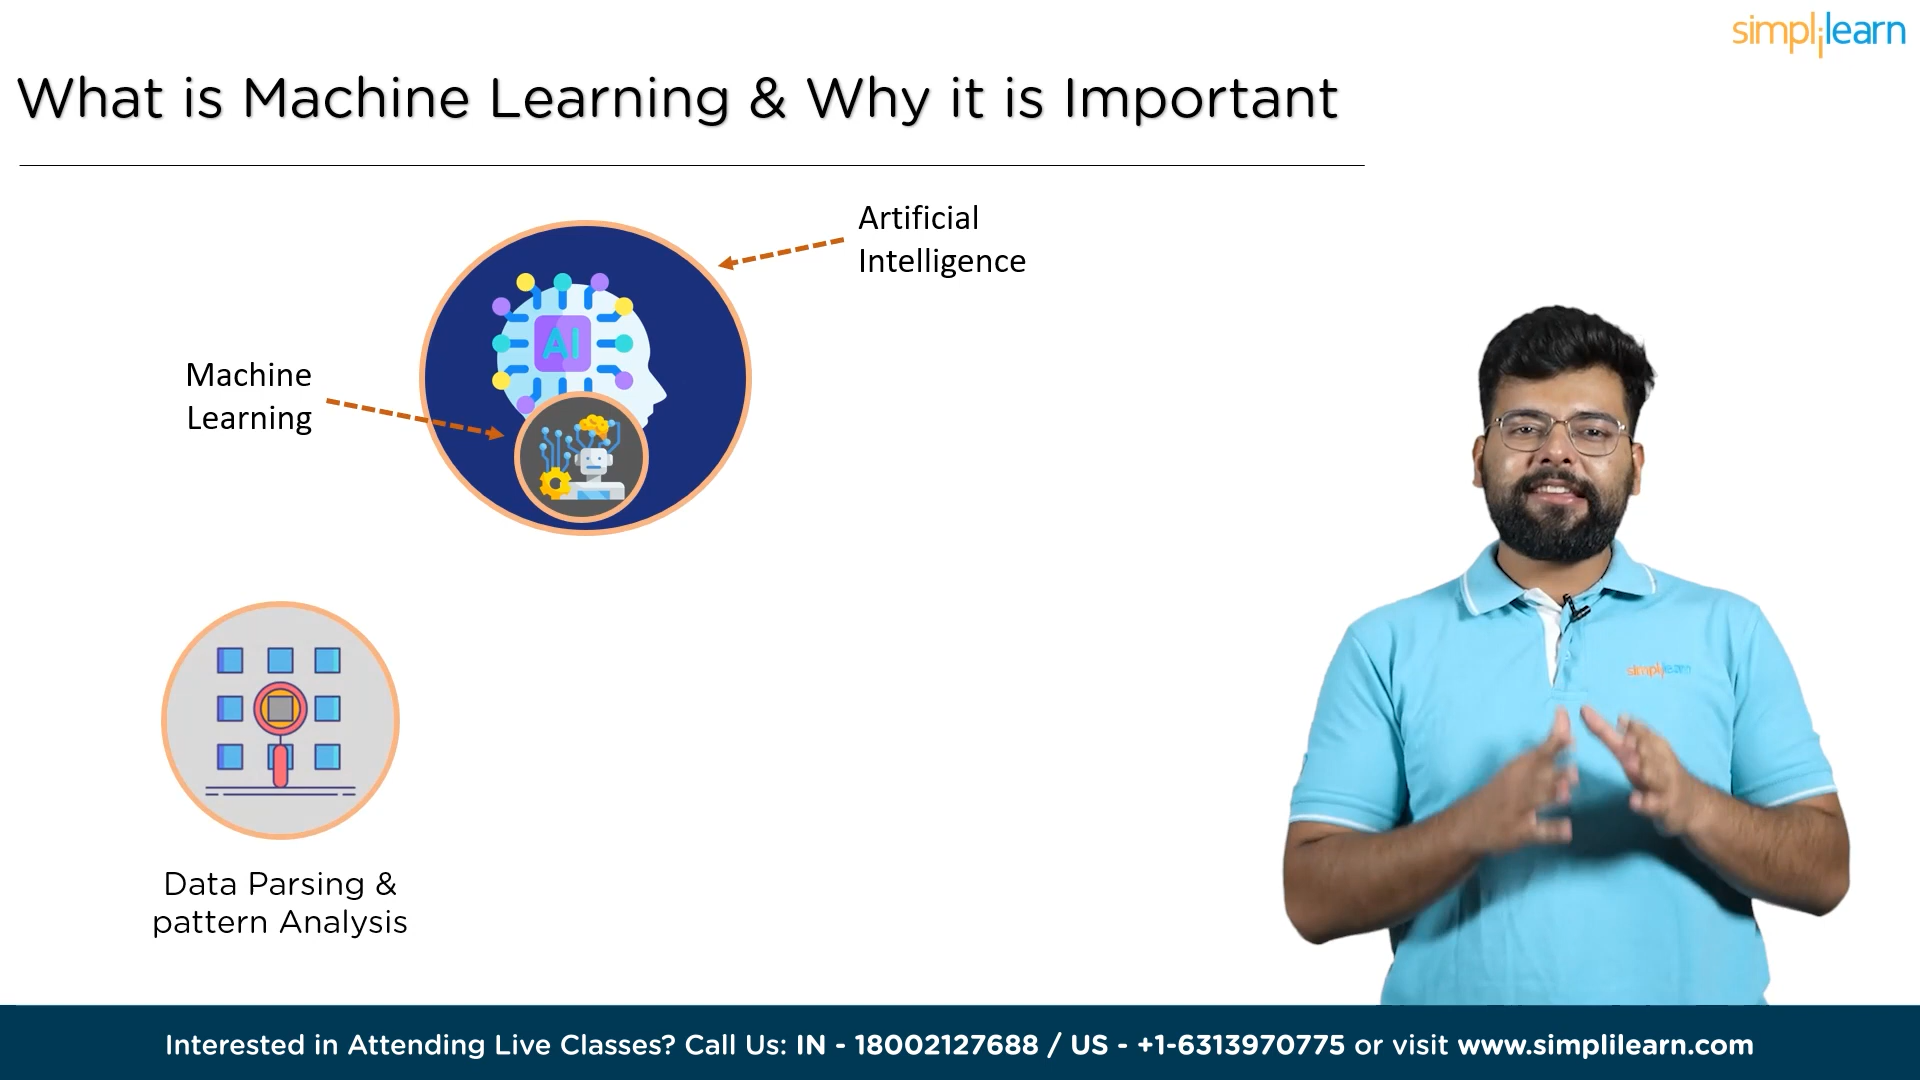 simplilearn
What is Machine Learning & Why it is Important
Artificial
Intelligence
AI
Machine
Learning
simplilearn
Data Parsing &
pattern Analysis
Interested in Attending Live Classes? Call Us: IN - 18002127688 / US - +1-6313970775 or visit www.simplilearn.com